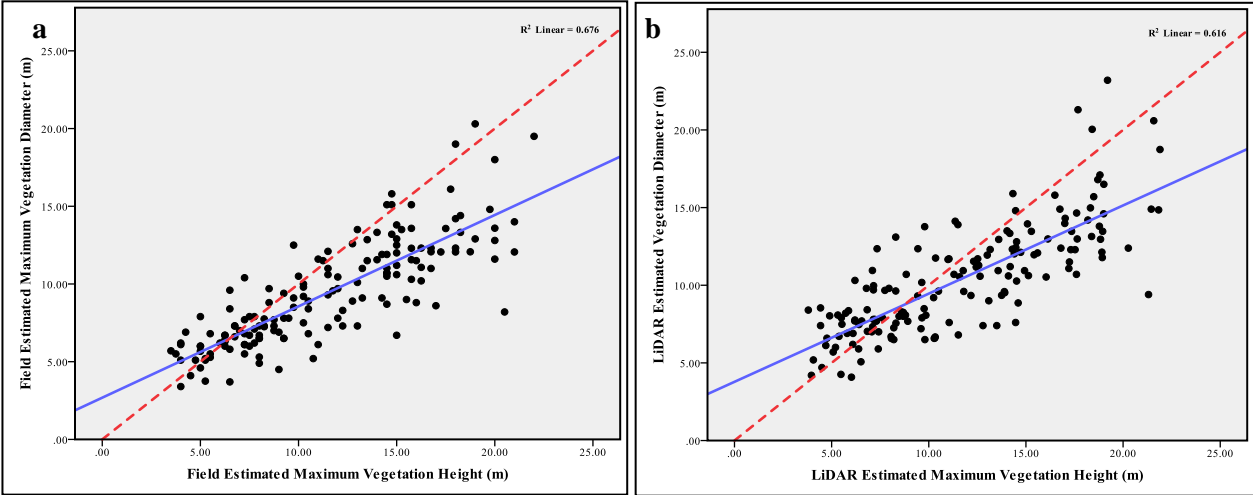 a
R² Linear = 0.676
Field Estimated Maximum Vegetation Diameter (m)
25.00
20.00
15.00
10.00
5.00
.00
.00 5.00 10.00 15.00 20.00 25.00
Field Estimated Maximum Vegetation Height (m)
b
R² Linear = 0.616
LiDAR Estimated Vegetation Diameter (m)
25.00
20.00
15.00
10.00
5.00
.00
.00 5.00 10.00 15.00 20.00 25.00
LiDAR Estimated Maximum Vegetation Height (m)